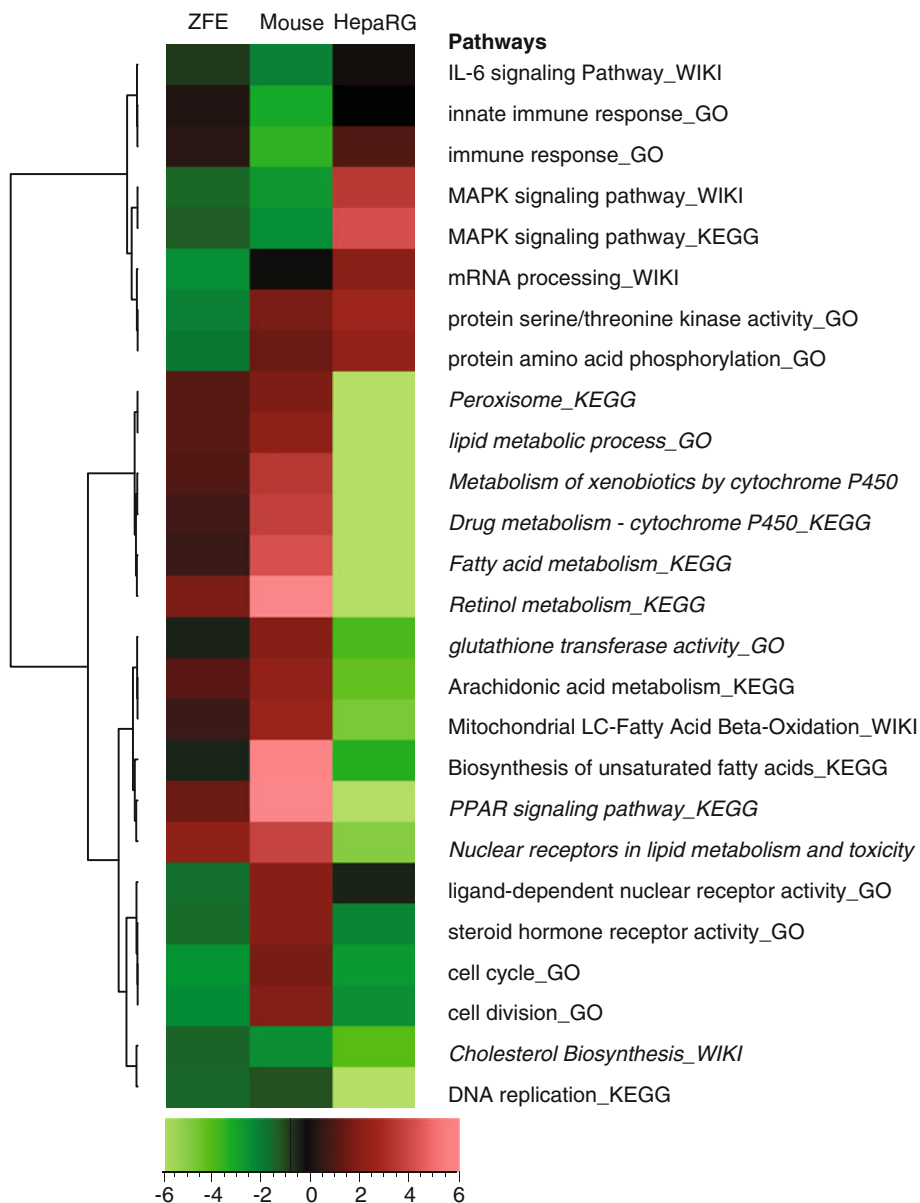 ZFE Mouse HepaRG
Pathways
IL-6 signaling Pathway_WIKI
innate immune response_GO
immune response_GO
MAPK signaling pathway_WIKI
MAPK signaling pathway_KEGG
mRNA processing_WIKI
protein serine/threonine kinase activity_GO
protein amino acid phosphorylation_GO
Peroxisome_KEGG
lipid metabolic process_GO
Metabolism of xenobiotics by cytochrome P450
Drug metabolism - cytochrome P450_KEGG
Fatty acid metabolism_KEGG
Retinol metabolism_KEGG
glutathione transferase activity_GO
Arachidonic acid metabolism_KEGG
Mitochondrial LC-Fatty Acid Beta-Oxidation_WIKI
Biosynthesis of unsaturated fatty acids_KEGG
PPAR signaling pathway_KEGG
Nuclear receptors in lipid metabolism and toxicity
ligand-dependent nuclear receptor activity_GO
steroid hormone receptor activity_GO
cell cycle_GO
cell division_GO
Cholesterol Biosynthesis_WIKI
DNA replication_KEGG
-6 -4 -2 0 2 4 6